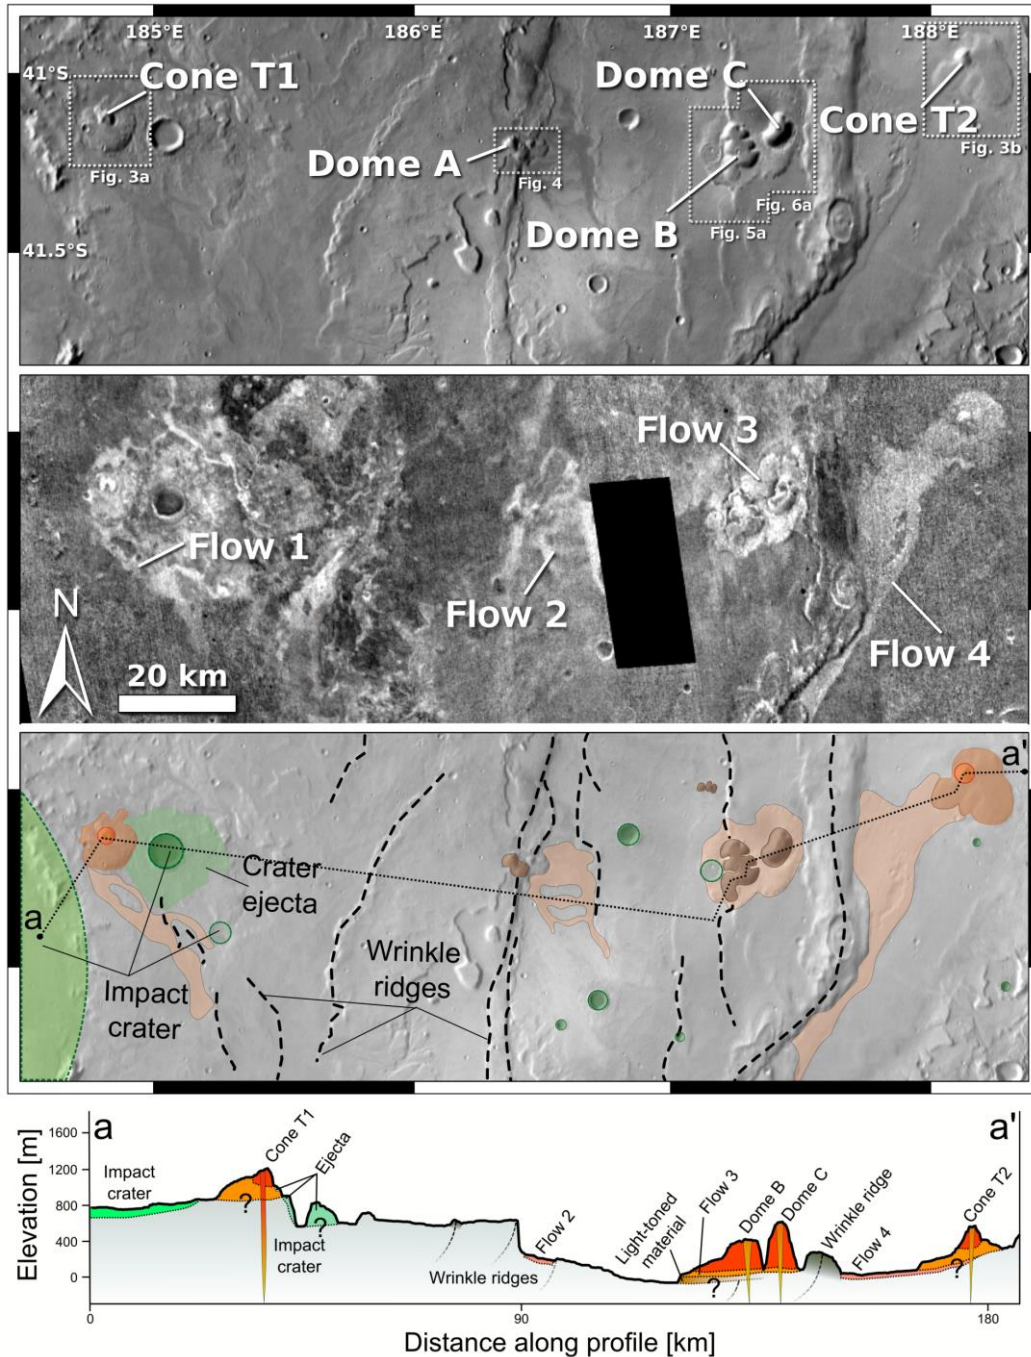 183°E
186°E
187°E
188°E
41°S
Cone T1
Dome C
Cone T2
Fig. 3a
Dome A
Fig. 4
Fig. 3b
Dome B
Fig. 6a
Fig. 5a
41.5°S
Flow 3
Flow 1
Flow 2
Flow 4
N
20 km
a'
a
Crater
ejecta
Wrinkle
ridges
Impact
crater
Elevation [m]
1600
1200
800
400
0
a
a'
Impact
crater
Cone T1
Ejecta
?
?
Impact
crater
Wrinkle ridges
Flow 2
Light-toned
material
Flow 3
Dome B
Dome C
Wrinkle ridge
Flow 4
Cone T2
?
?
0
90
180
Distance along profile [km]